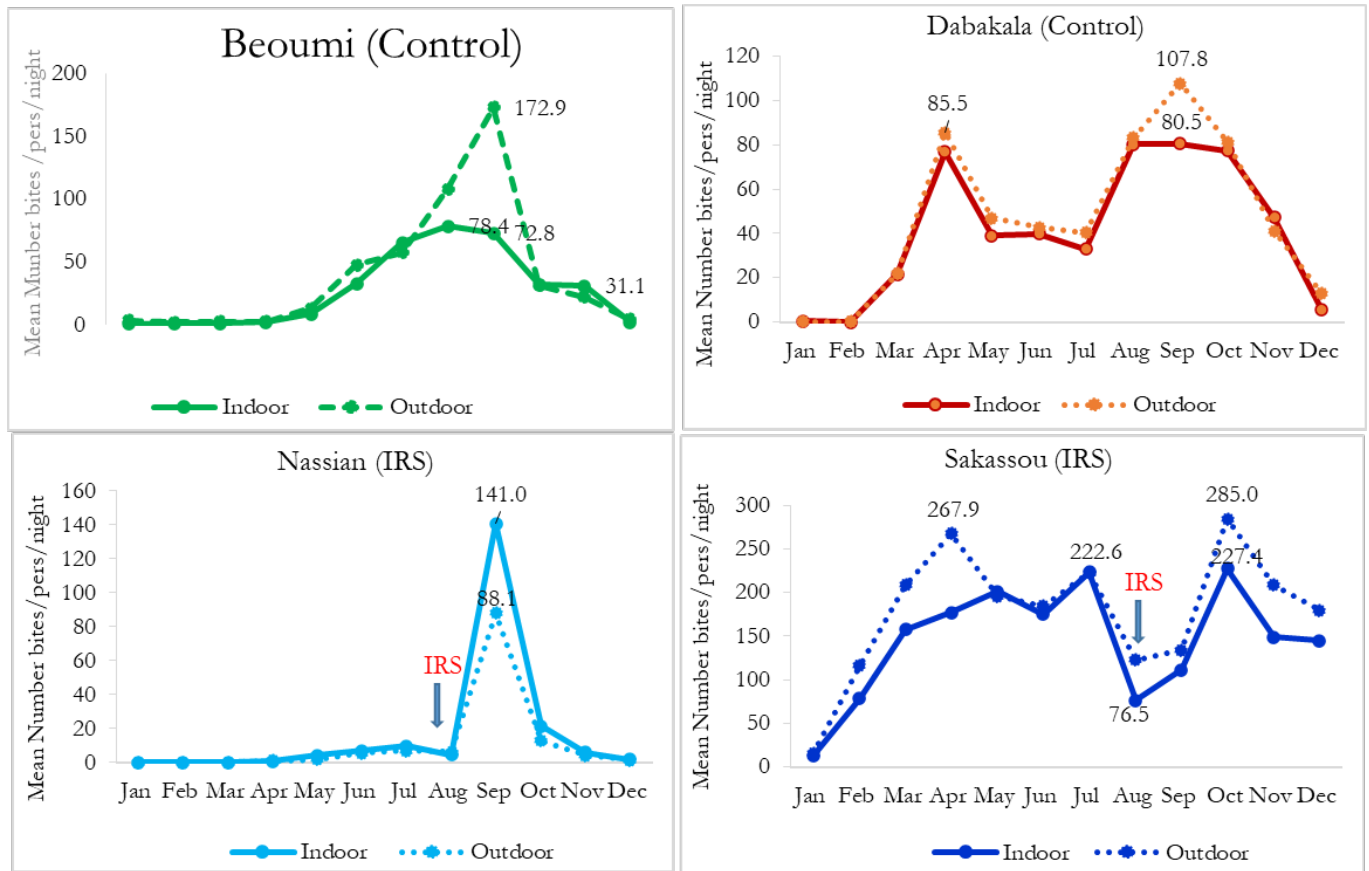 Beoumi (Control)
Mean Munber bites /pers/night
200
150
100
50
0
172.9
78.4
72.8
31.1
Indoor
Outdoor
Dabakala (Control)
Mean Number bites/pers/night
120
100
80
60
40
20
0
85.5
107.8
80.5
Jan Feb Mar Apr May Jun Jul Aug Sep Oct Nov Dec
Indoor
Outdoor
Nassian (IRS)
Mean Number bites/pers/night
160
140
120
100
80
60
40
20
0
141.0
88.1
IRS
Jan Feb Mar Apr May Jun Jul Aug Sep Oct Nov Dec
Indoor
Outdoor
Sakassou (IRS)
Mean Number bites/pers/night
300
250
200
150
100
50
0
267.9
222.6
285.0
227.4
IRS
76.5
Jan Feb Mar Apr May Jun Jul Aug Sep Oct Nov Dec
Indoor
Outdoor